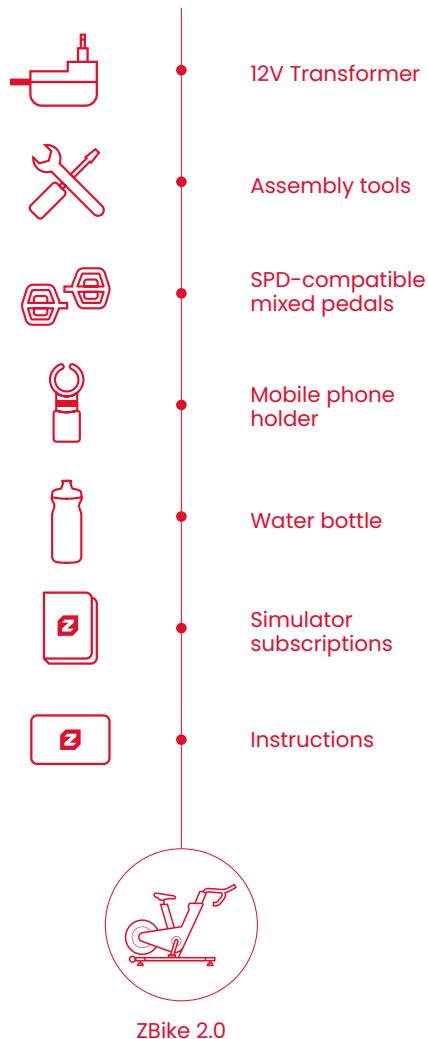 12V Transformer
Assembly tools
SPD-compatible
mixed pedals
Mobile phone
holder
Water bottle
Simulator
subscriptions
Instructions
ZBike 2.0